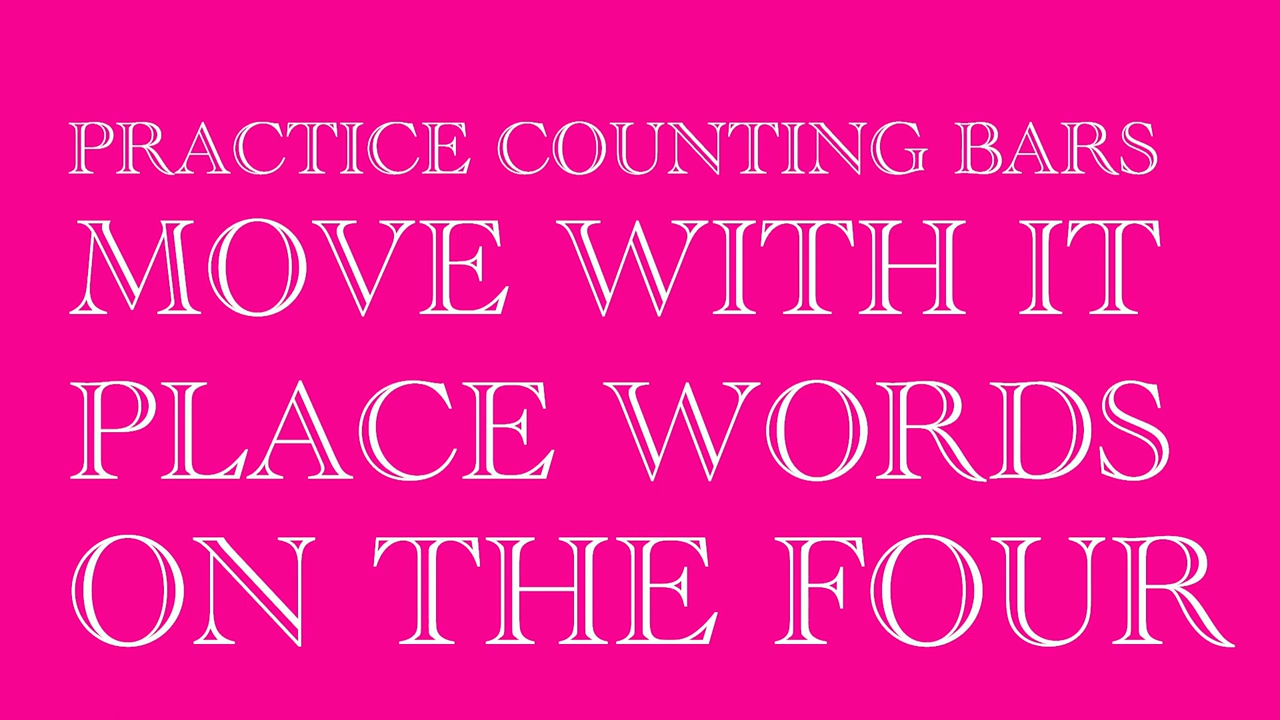 PRACTICE COUNTING BARS
MOVE WITH IT
PLACE WORDS
ON THE FOUR